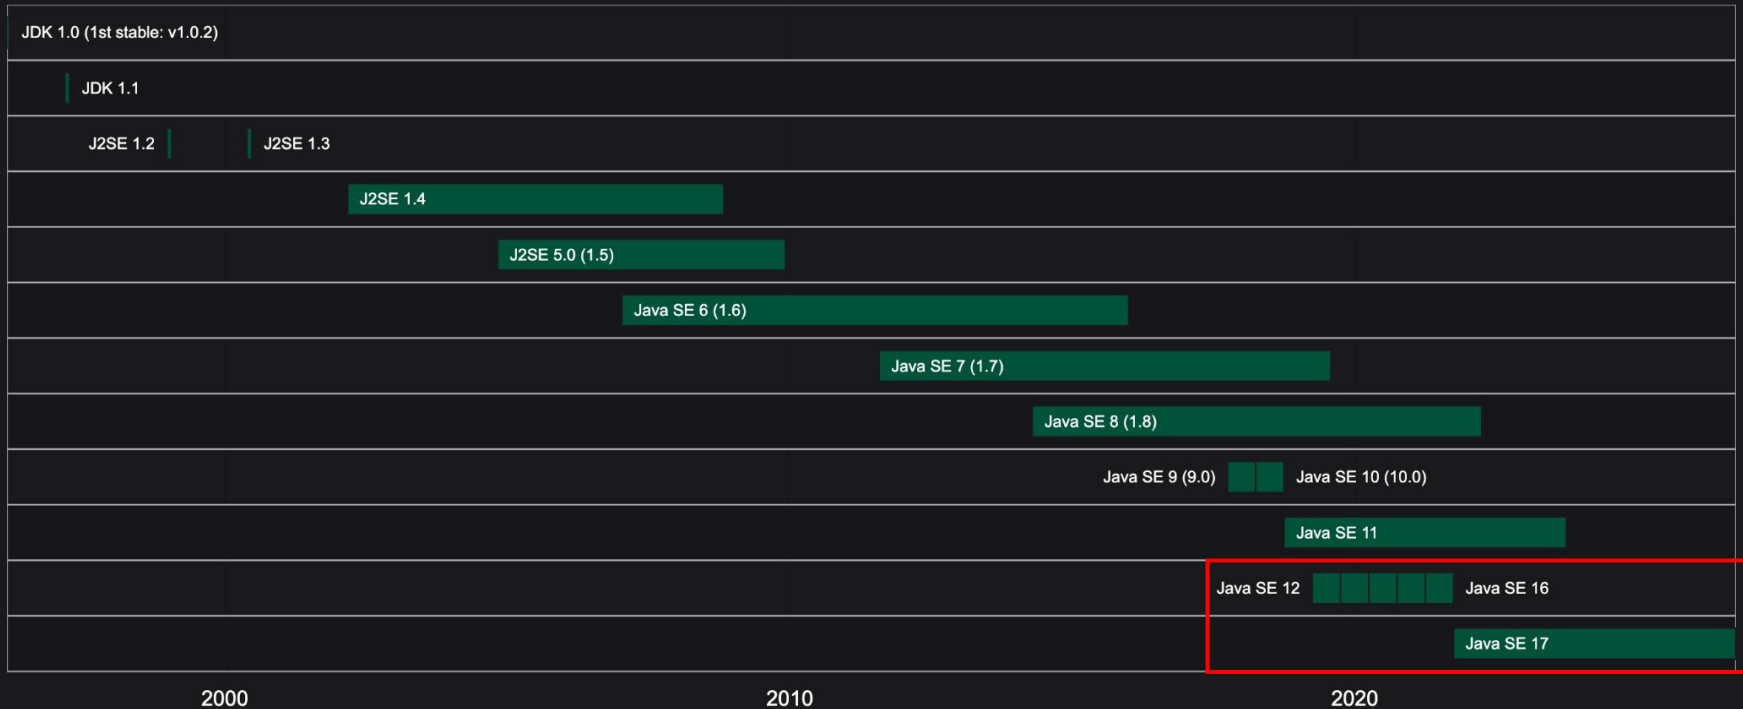 JDK 1.0 (1st stable: v1.0.2)
JDK 1.1
J2SE 1.2 J2SE 1.3
J2SE 1.4
J2SE 5.0 (1.5)
Java SE 6 (1.6)
Java SE 7 (1.7)
Java SE 8 (1.8)
Java SE 9 (9.0) Java SE 10 (10.0)
Java SE 11
Java SE 12 Java SE 16
Java SE 17
2000 2010 2020